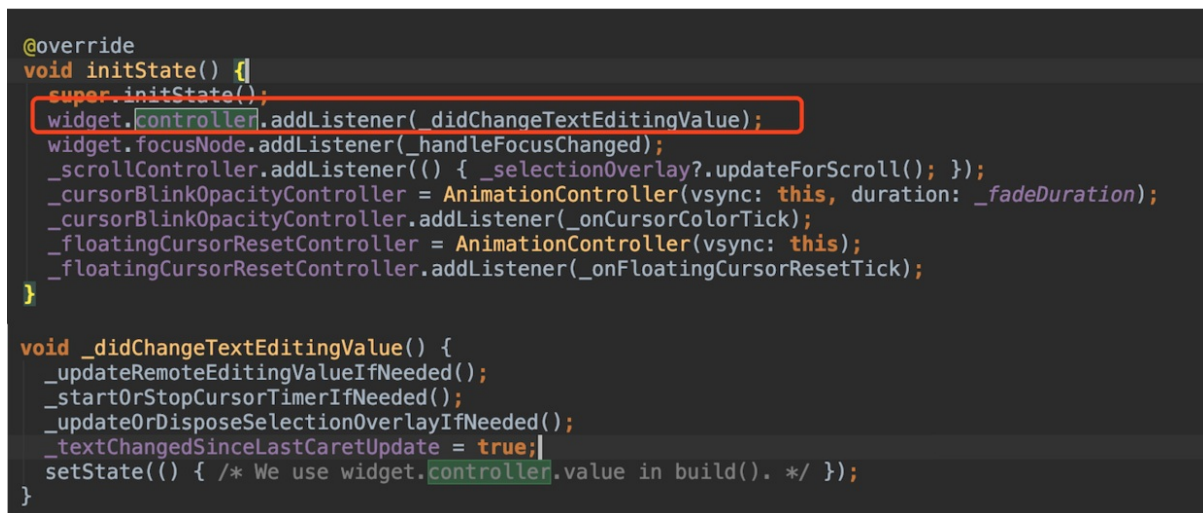 @override
void initState() {
super.initState();
widget.controller.addListener(_didChangeTextEditingValue);
widget.focusNode.addListener(_handleFocusChanged);
_scrollController.addListener(() { _selectionOverlay?.updateForScroll(); });
_cursorBlinkOpacityController = AnimationController(vsync: this, duration: _fadeDuration);
_cursorBlinkOpacityController.addListener(_onCursorColorTick);
_floatingCursorResetController = AnimationController(vsync: this);
_floatingCursorResetController.addListener(_onFloatingCursorResetTick);
}
void _didChangeTextEditingValue() {
_updateRemoteEditingValueIfNeeded();
_startOrStopCursorTimerIfNeeded();
_updateOrDisposeSelectionOverlayIfNeeded();
_textChangedSinceLastCaretUpdate = true;
setState(() { /* We use widget.controller.value in build(). */ });
}